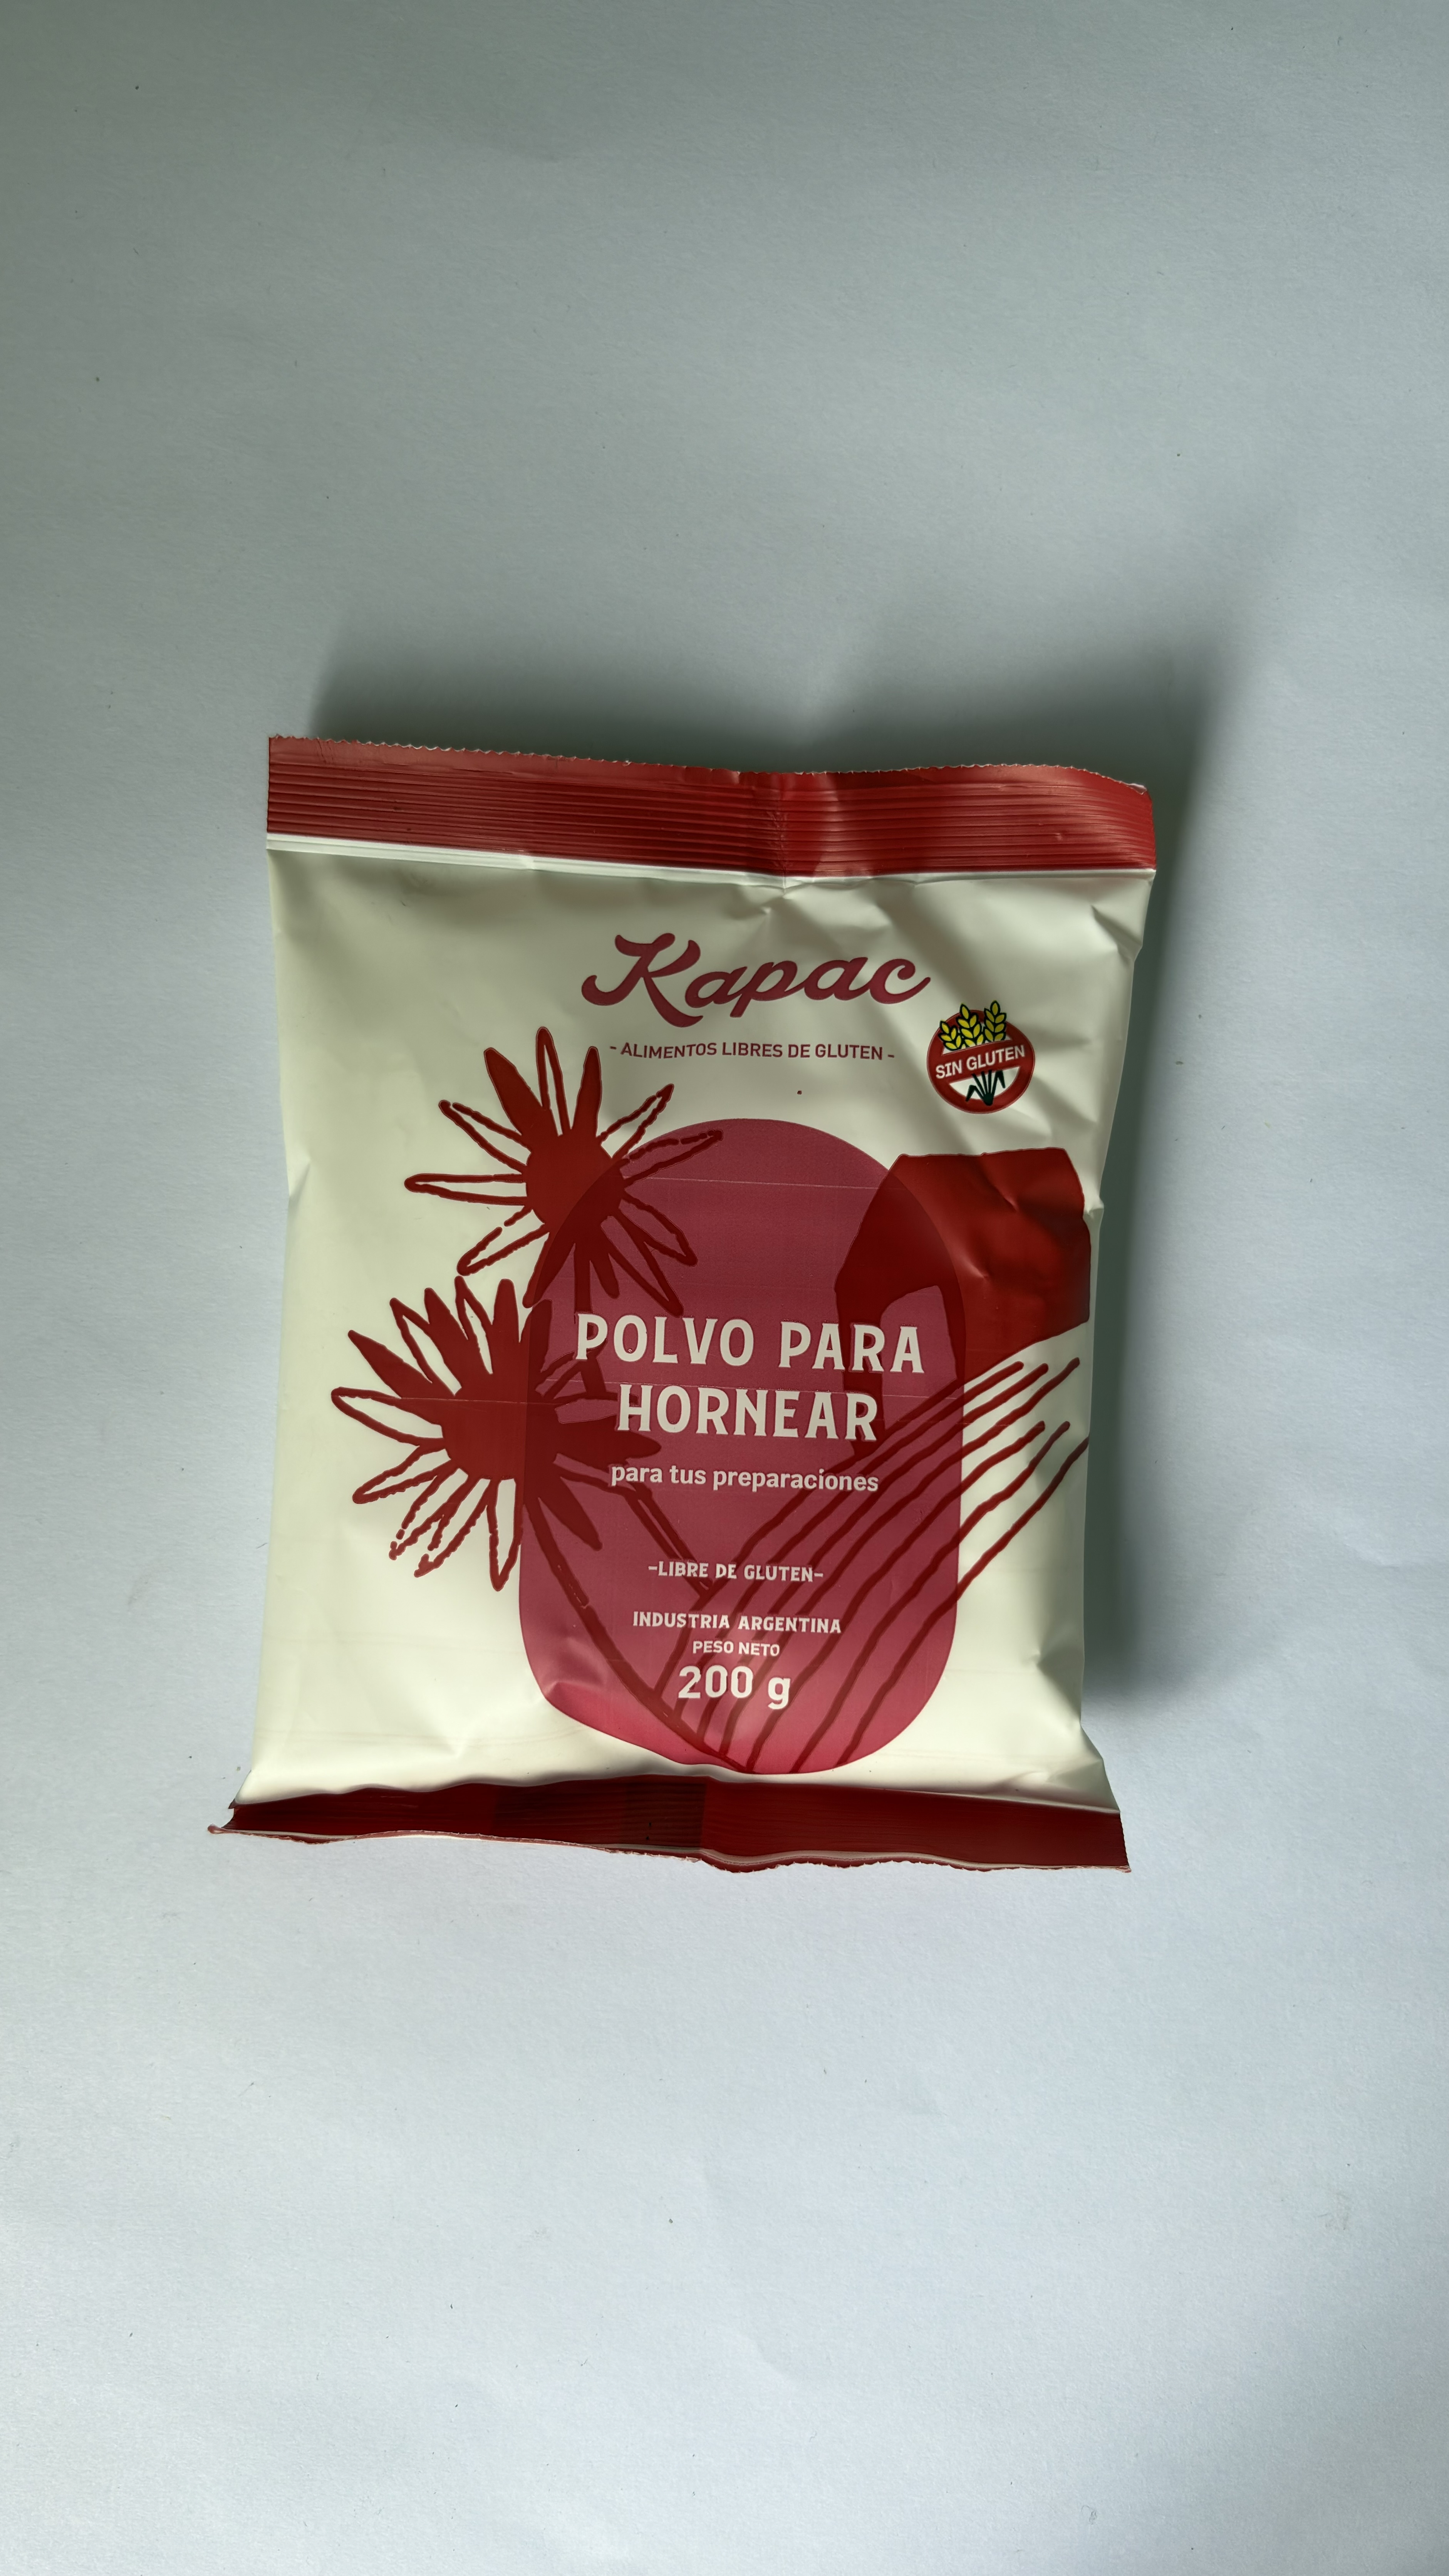 Kapac
- ALIMENTOS LIBRES DE GLUTEN -
SIN GLUTEN
POLVO PARA
HORNEAR
para tus preparaciones
-LIBRE DE GLUTEN-
INDUSTRIA ARGENTINA
PESO NETO
200 g